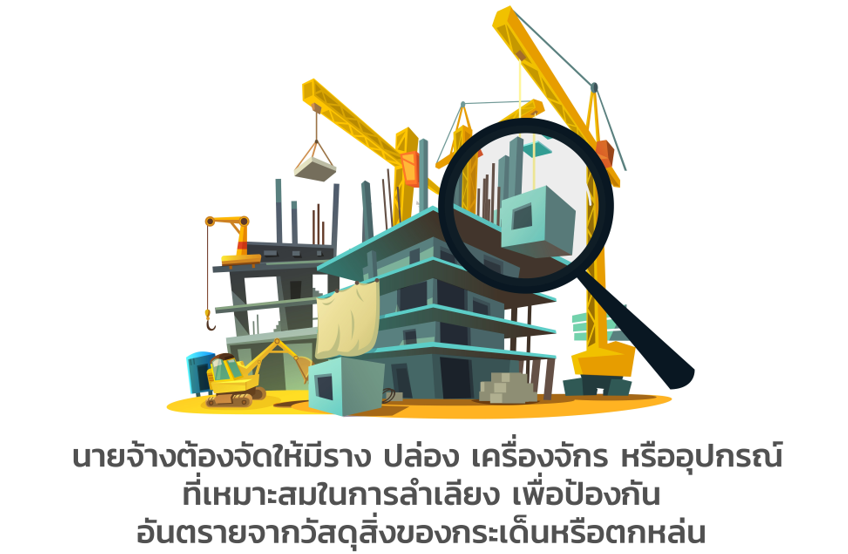 นายจ้างต้องจัดให้มีราง ปล่อง เครื่องจักร หรืออุปกรณ์
ที่เหมาะสมในการลำเลียง เพื่อป้องกัน
อันตรายจากวัสดุสิ่งของกระเด็นหรือตกหล่น